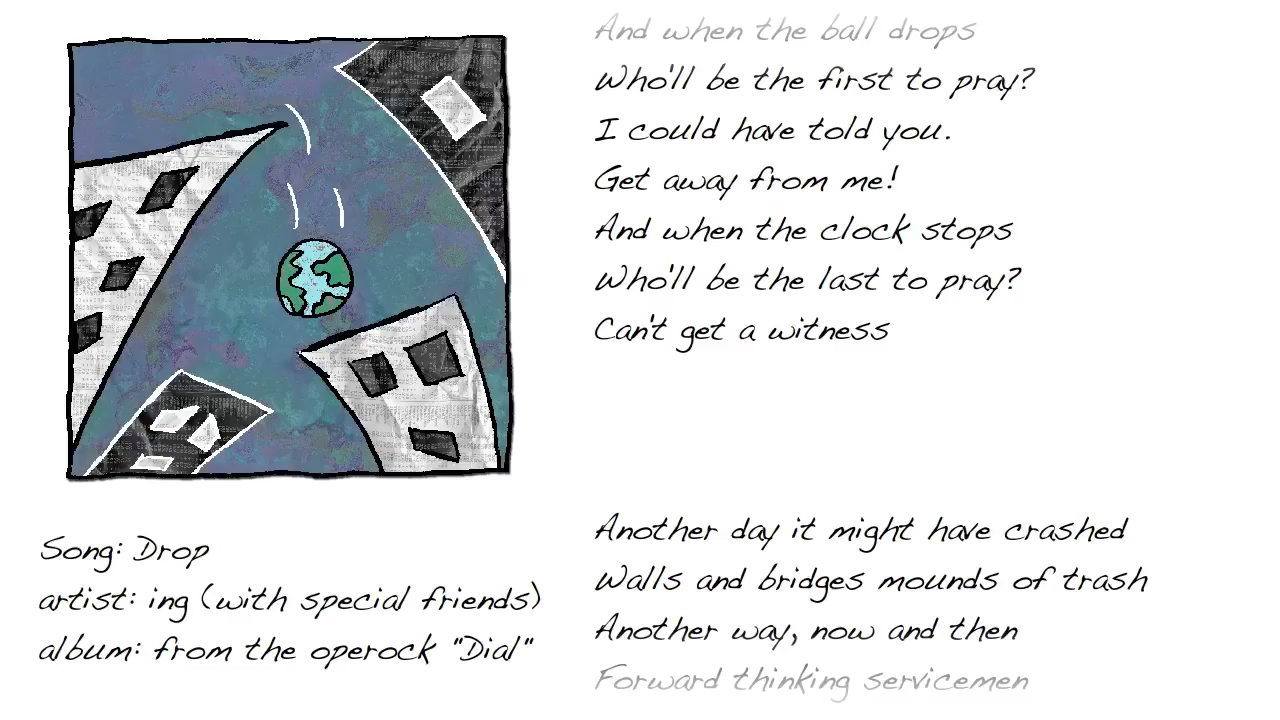 And when the ball drops
Who'll be the first to pray?
I could have told you.
Get away from me!
And when the clock stops
Who'll be the last to pray?
Can't get a witness
Another day it might have crashed
Walls and bridges mounds of trash
Another way, now and then
Forward thinking servicemen
Song: Drop
artist: ing (with special friends)
album: from the operock "Dial"